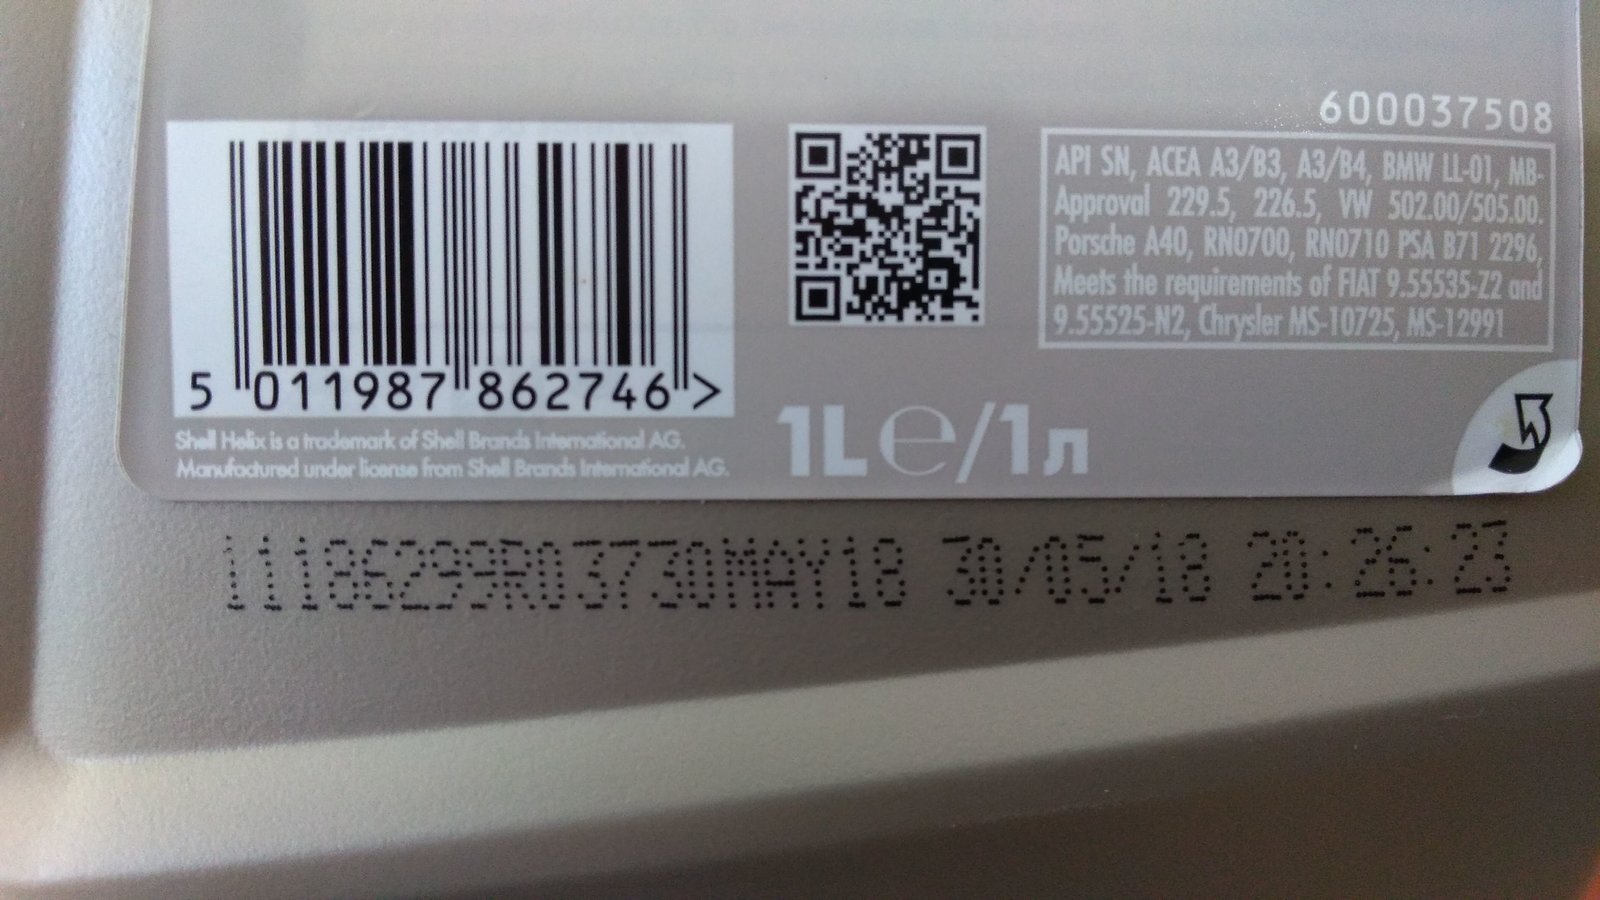 600037508
API SN, ACEA A3/B3, A3/B4, BMW LL-01, MB-
Approval 229.5, 226.5, VW 502.00/505.00.
Porsche A40, RN0700, RN0710 PSA B71 2296,
Meets the requirements of FIAT 9.55535-Z2 and
9.55525-N2, Chrysler MS-10725, MS-12991
5 011987 862746 >
Shell Helix is a trademark of Shell Brands International AG.
Manufactured under license from Shell Brands International AG.
1L e/1л
11186299R03730MAY18 30/05/18 20:26:23